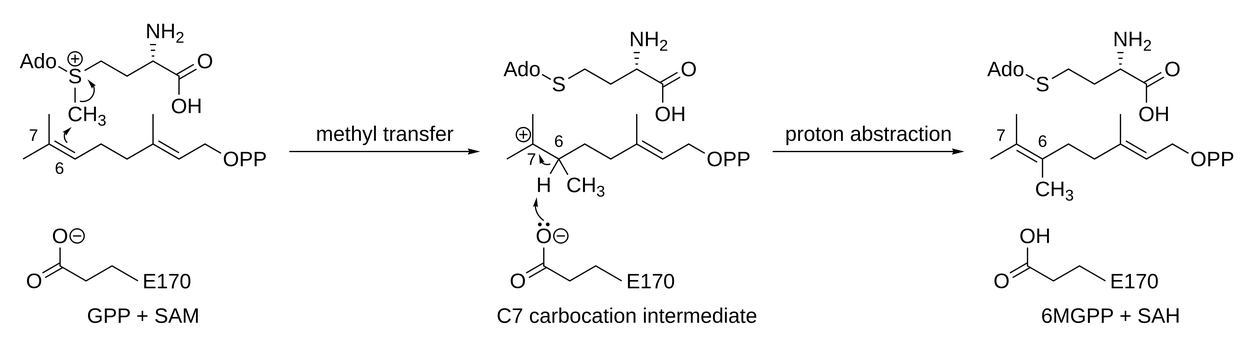 NH₂
Ado S⊕ O
CH₃ OH
7
6 OPP
O⊖
O E170
GPP + SAM
methyl transfer
NH₂
Ado S O
OH
⊕ 6
7 OPP
H CH₃
O⊖
O E170
C7 carbocation intermediate
proton abstraction
NH₂
Ado S O
OH
7 6
OPP
CH₃
OH
O E170
6MGPP + SAH